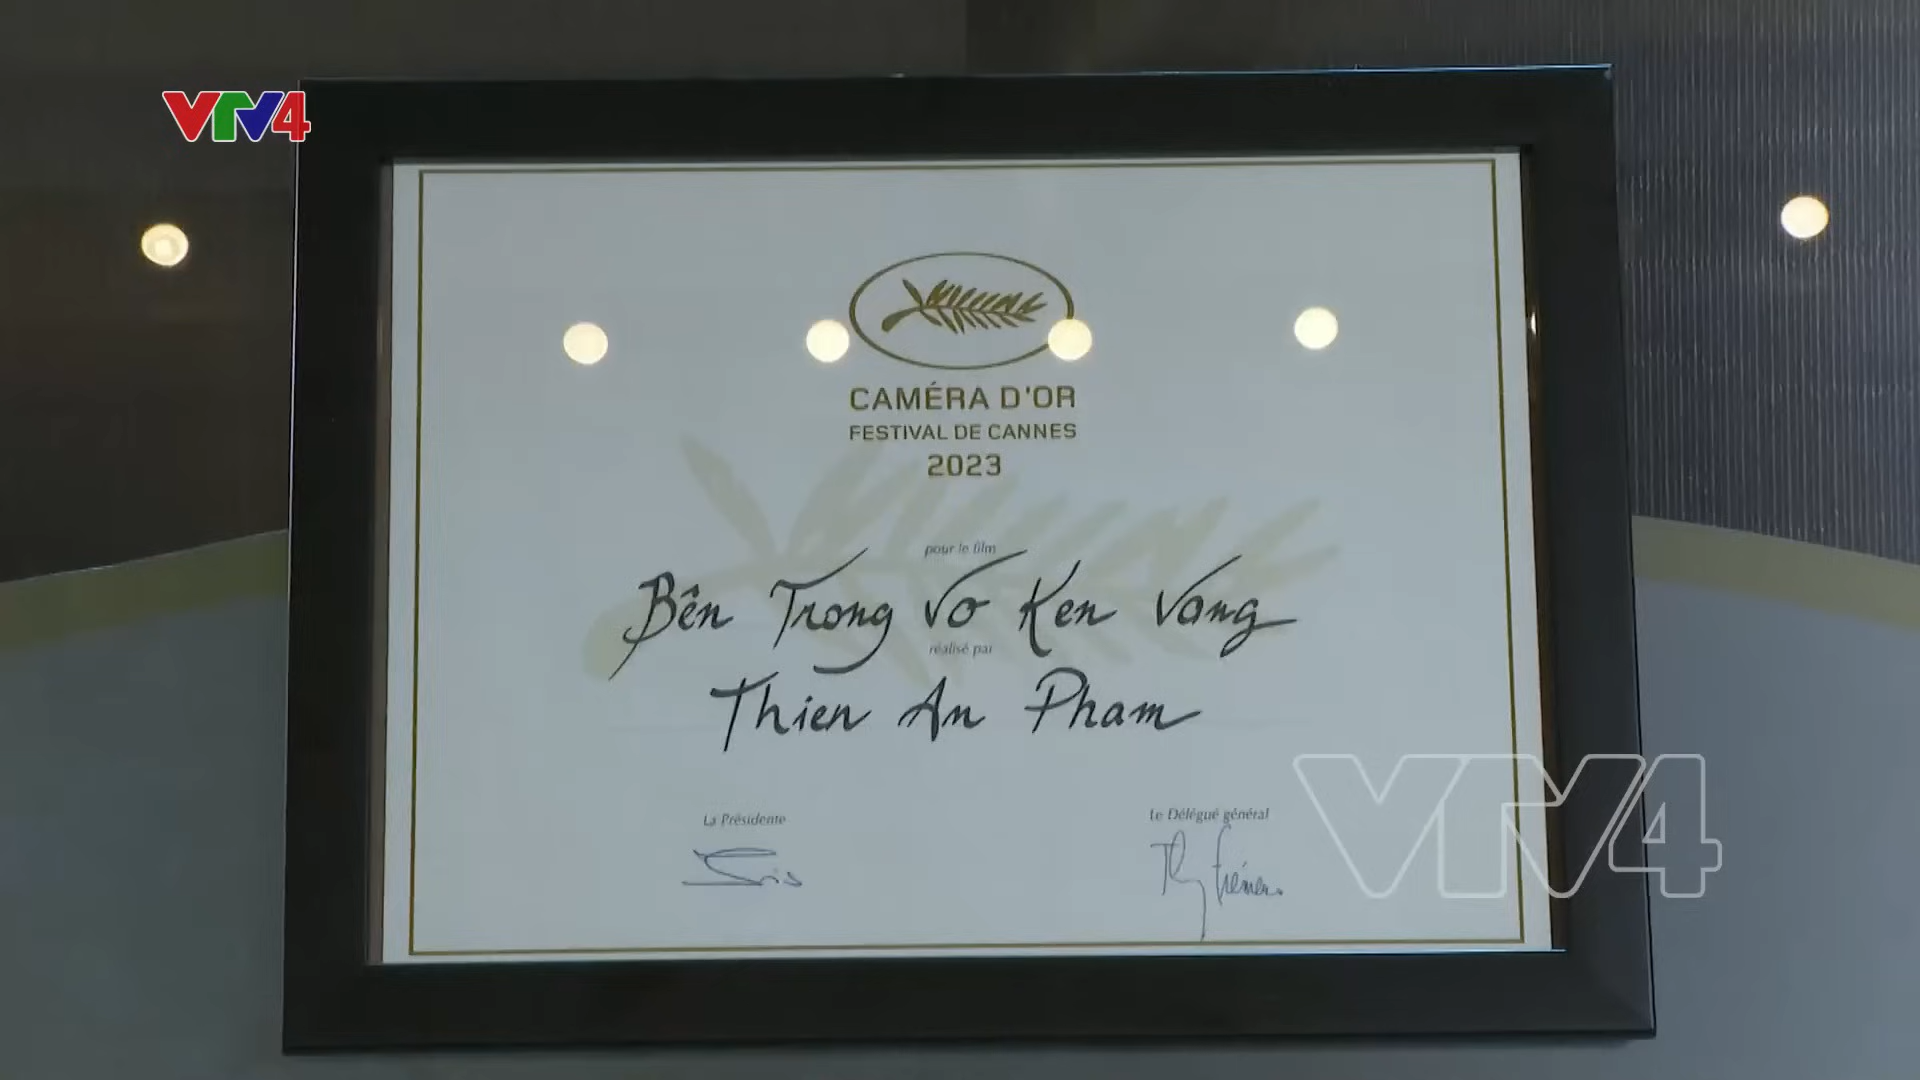 VTV4
CAMÉRA D'OR
FESTIVAL DE CANNES
2023
pour le film
Bên Trong Vo Ken Vang
réalisé par
Thien An Pham
La Présidente
Le Délégué général
VTV4